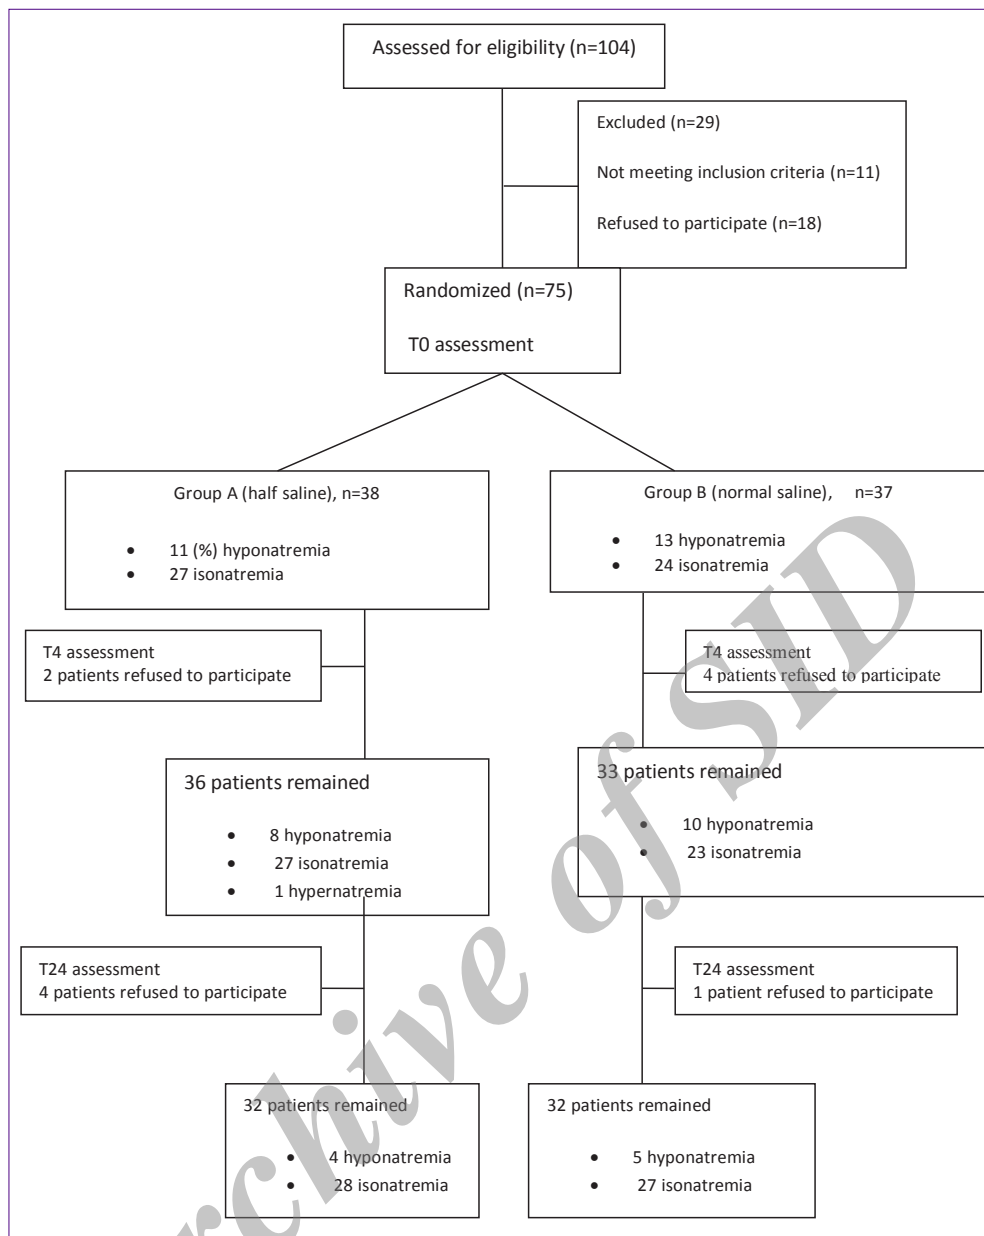 Assessed for eligibility (n=104)
Excluded (n=29)
Not meeting inclusion criteria (n=11)
Refused to participate (n=18)
Randomized (n=75)
T0 assessment
Group A (half saline), n=38
• 11 (%) hyponatremia
• 27 isonatremia
Group B (normal saline), n=37
• 13 hyponatremia
• 24 isonatremia
T4 assessment
2 patients refused to participate
T4 assessment
4 patients refused to participate
36 patients remained
• 8 hyponatremia
• 27 isonatremia
• 1 hypernatremia
33 patients remained
• 10 hyponatremia
• 23 isonatremia
T24 assessment
4 patients refused to participate
T24 assessment
1 patient refused to participate
32 patients remained
• 4 hyponatremia
• 28 isonatremia
32 patients remained
• 5 hyponatremia
• 27 isonatremia
rchive of SID